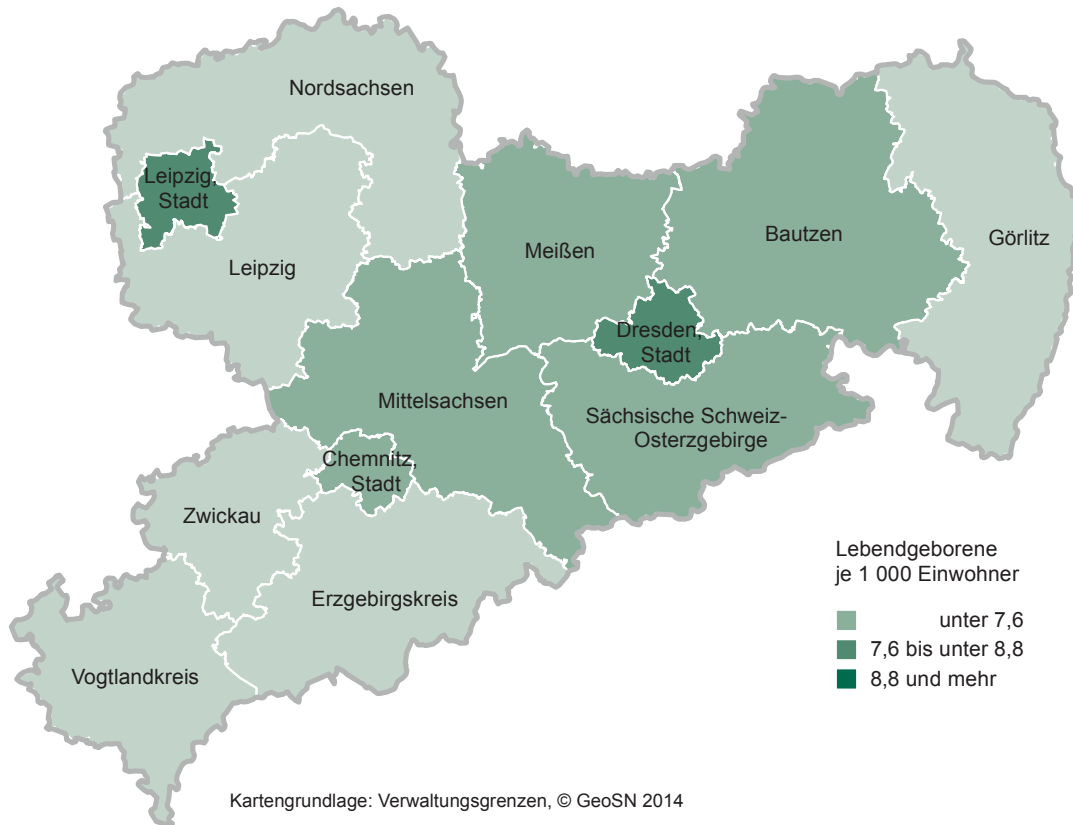 Nordsachsen
Leipzig,
Stadt
Leipzig
Meißen
Bautzen
Görlitz
Dresden,
Stadt
Mittelsachsen
Sächsische Schweiz-
Osterzgebirge
Chemnitz,
Stadt
Zwickau
Erzgebirgskreis
Vogtlandkreis
Lebendgeborene
je 1 000 Einwohner
unter 7,6
7,6 bis unter 8,8
8,8 und mehr
Kartengrundlage: Verwaltungsgrenzen, © GeoSN 2014